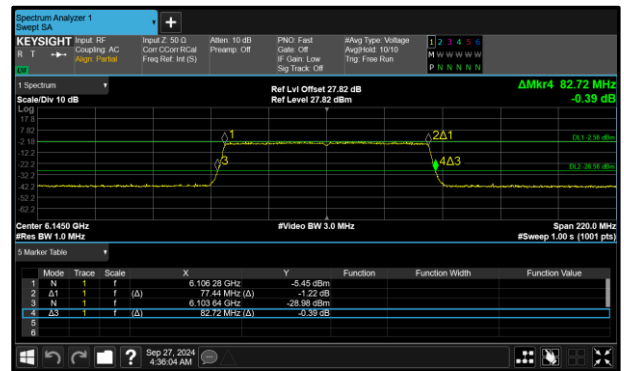 Spectrum Analyzer 1
Swept SA
+
KEYSIGHT Input: RF Input Z: 50 Ω Atten: 10 dB PNO: Fast #Avg Type: Voltage 1 2 3 4 5 6
R T Coupling: AC Corr CCorr RCal Preamp: Off Gate: Off Avg|Hold: 10/10 M W W W W W
Align: Partial Freq Ref: Int (S) IF Gain: Low Trig: Free Run
Sig Track: Off P N N N N N
1 Spectrum Ref Lvl Offset 27.82 dB ΔMkr4 82.72 MHz
Scale/Div 10 dB Ref Level 27.82 dBm -0.39 dB
Log
17.8
7.82
-2.18
-12.2
-22.2
-32.2
-42.2
-52.2
-62.2
1
2Δ1
DL1 -2.58 dBm
3
4Δ3
DL2 -28.58 dBm
Center 6.1450 GHz #Video BW 3.0 MHz Span 220.0 MHz
#Res BW 1.0 MHz #Sweep 1.00 s (1001 pts)
5 Marker Table
Mode Trace Scale X Y Function Function Width Function Value
1 N 1 f 6.106 28 GHz -5.45 dBm
2 Δ1 1 f (Δ) 77.44 MHz (Δ) -1.22 dB
3 N 1 f 6.103 64 GHz -28.98 dBm
4 Δ3 1 f (Δ) 82.72 MHz (Δ) -0.39 dB
5
6
? Sep 27, 2024
4:36:04 AM